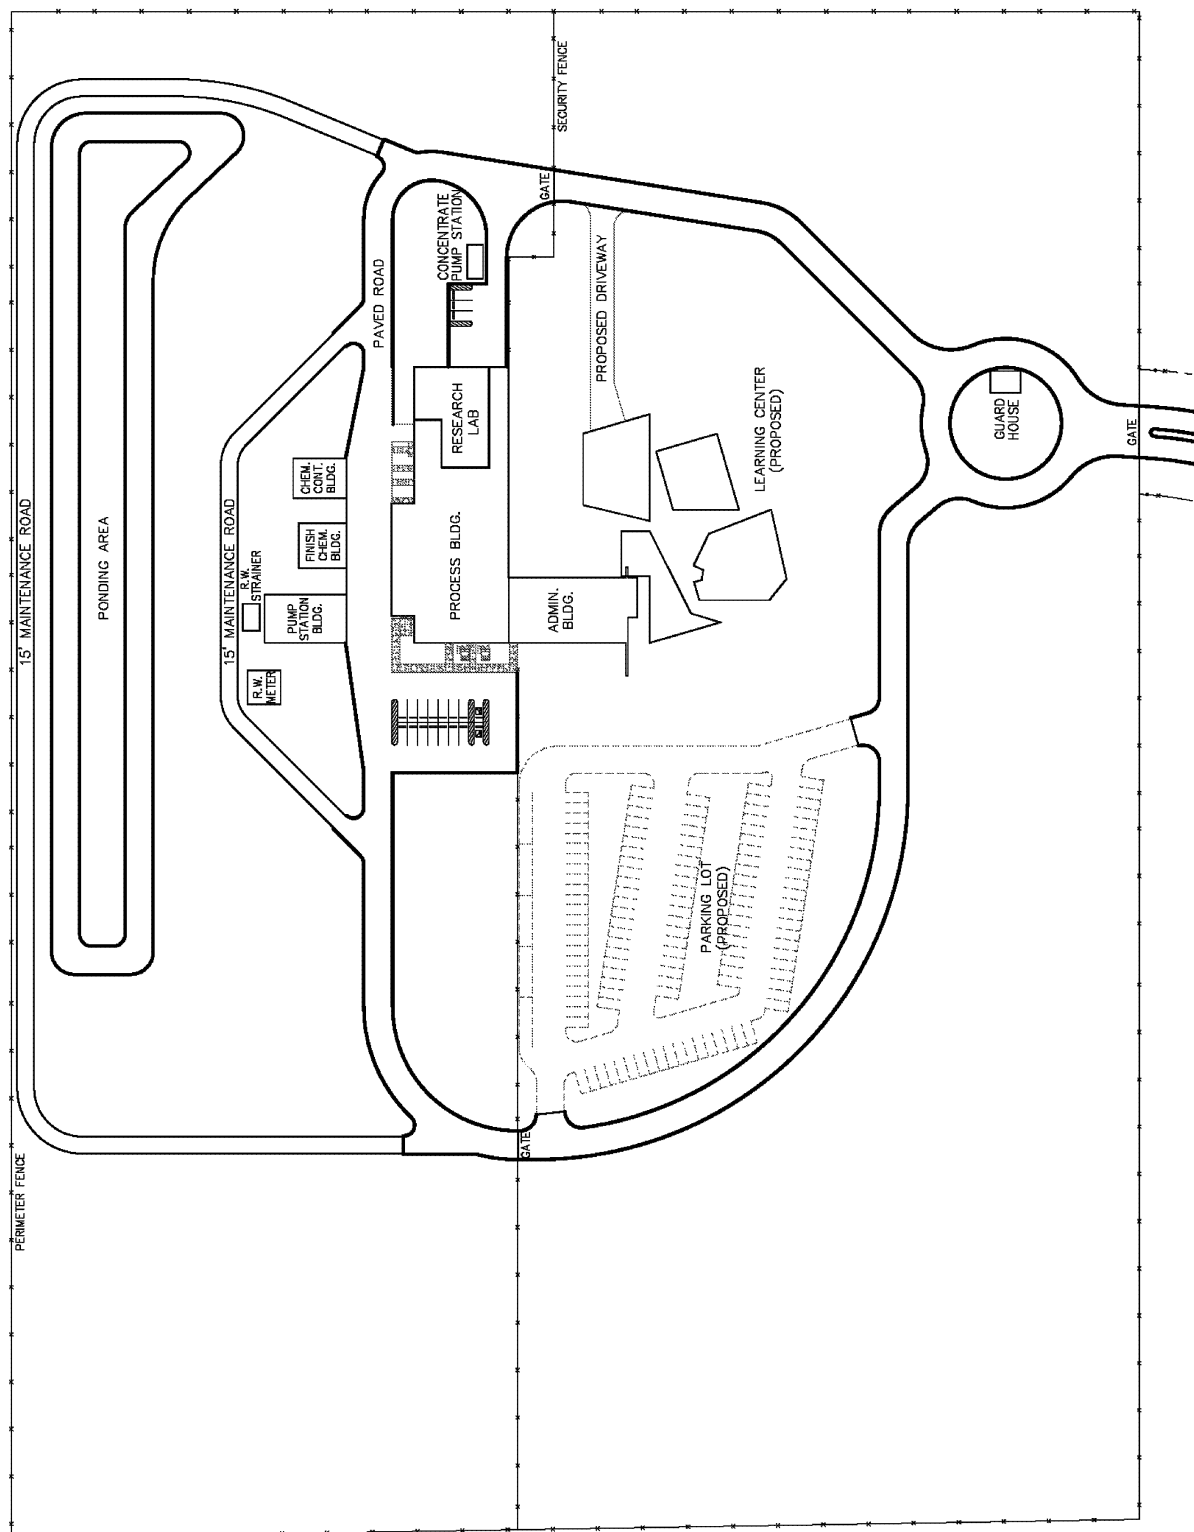 PERIMETER FENCE
15' MAINTENANCE ROAD
PONDING AREA
15' MAINTENANCE ROAD
R.W.
METER
R.W.
STRAINER
PUMP
STATION
BLDG.
FINISH
CHEM.
BLDG.
CHEM.
CONT.
BLDG.
PAVED ROAD
CONCENTRATE
PUMP STATION
RESEARCH
LAB
PROCESS BLDG.
GATE
GATE
SECURITY FENCE
ADMIN.
BLDG.
PROPOSED DRIVEWAY
PARKING LOT
(PROPOSED)
LEARNING CENTER
(PROPOSED)
GUARD
HOUSE
GATE